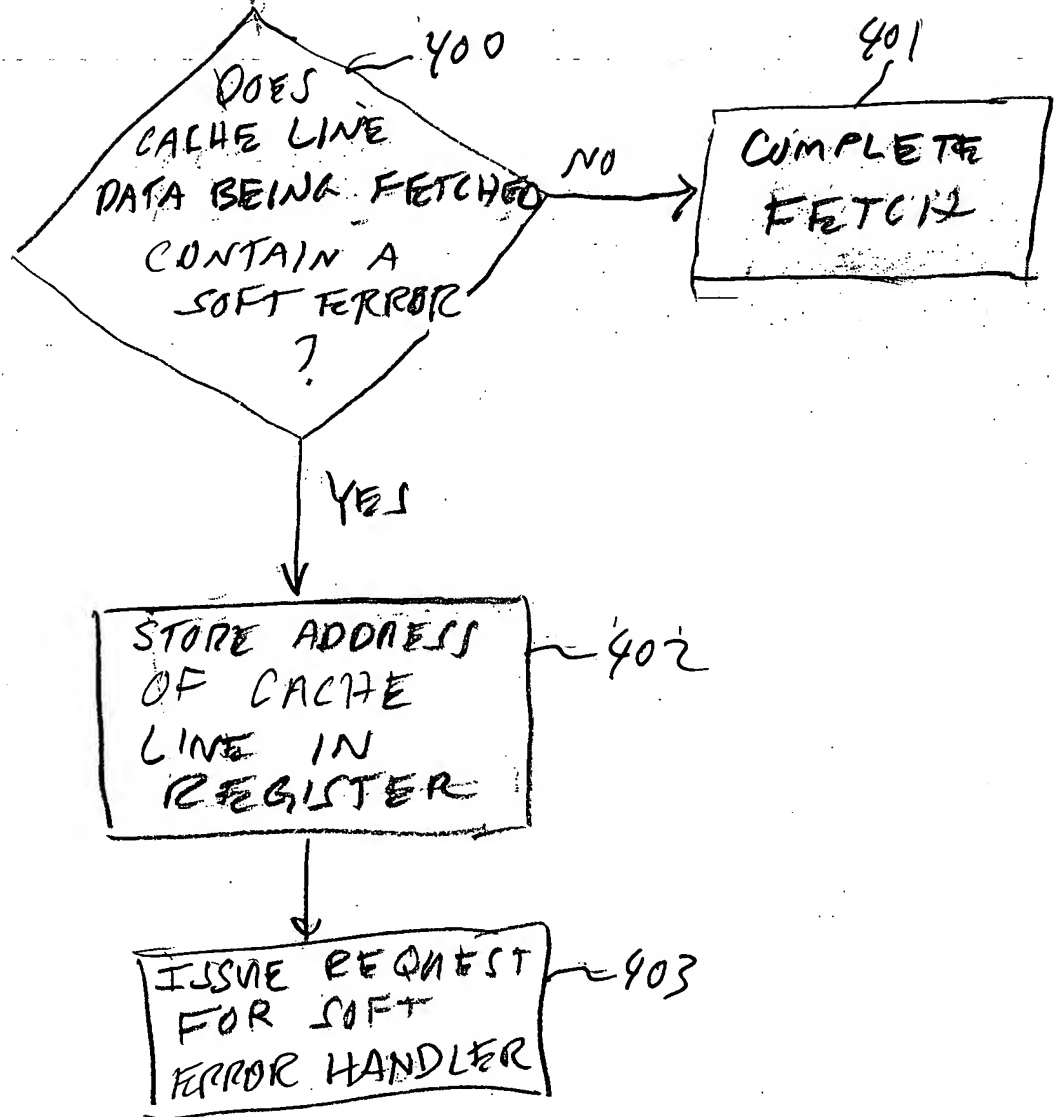 400
DOES
CACHE LINE
DATA BEING FETCHED
CONTAIN A
SOFT ERROR
?
NO
401
COMPLETE
FETCH
YES
STORE ADDRESS
OF CACHE
LINE IN
REGISTER
402
ISSUE REQUEST
FOR SOFT
ERROR HANDLER
403